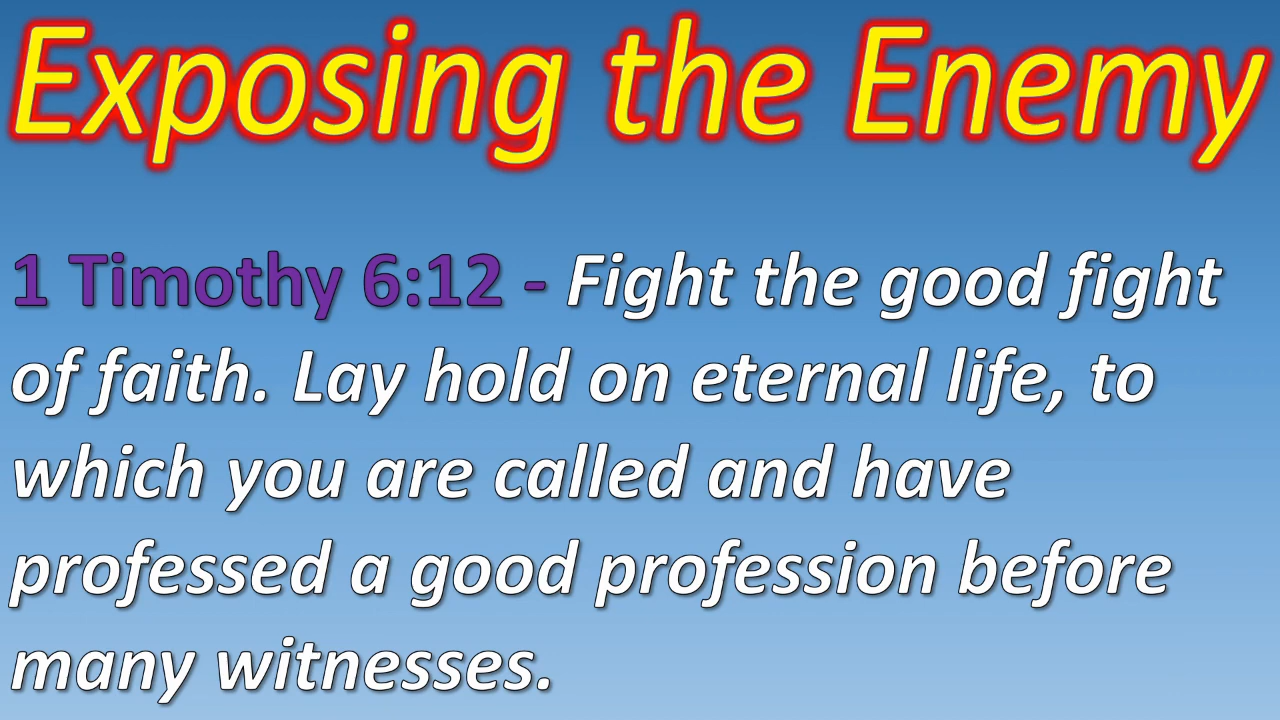 Exposing the Enemy
1 Timothy 6:12 - Fight the good fight
of faith. Lay hold on eternal life, to
which you are called and have
professed a good profession before
many witnesses.